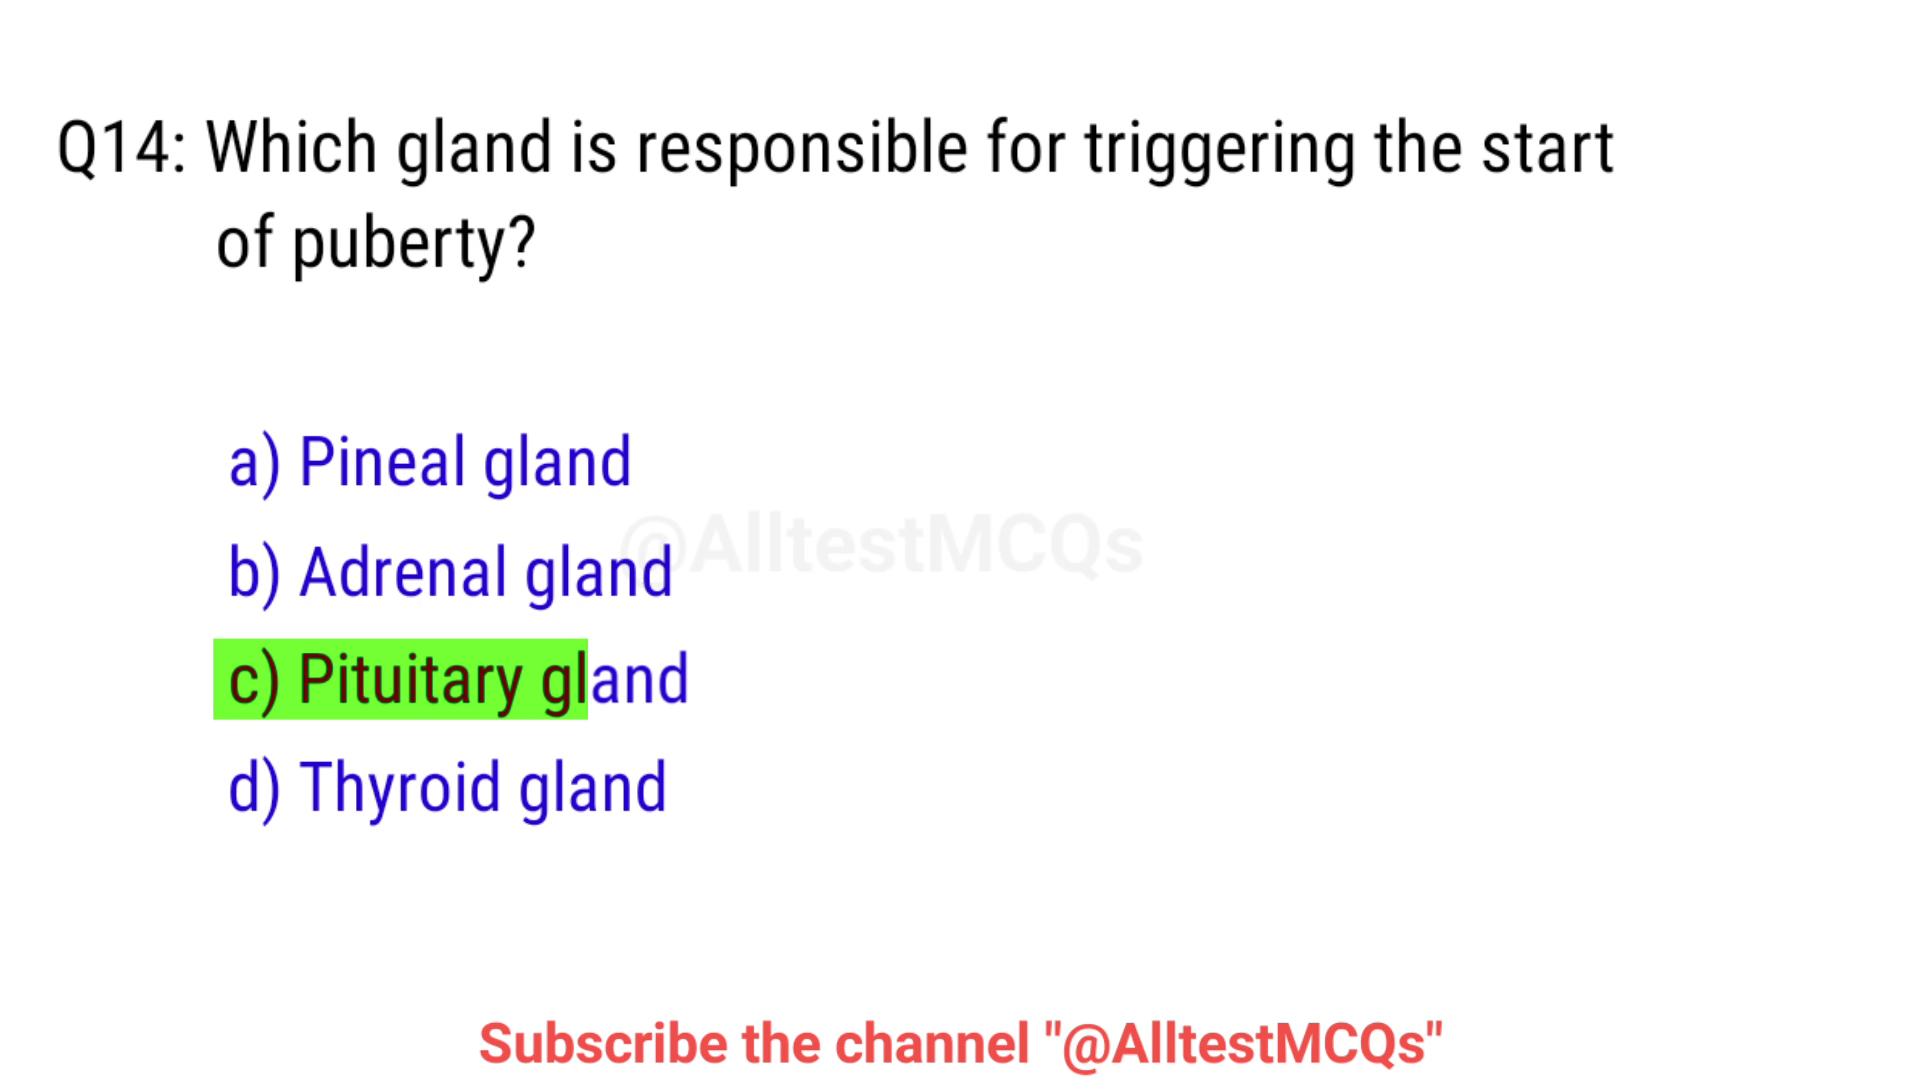 Q14: Which gland is responsible for triggering the start
of puberty?
a) Pineal gland
@AlltestMCQs
b) Adrenal gland
c) Pituitary gland
d) Thyroid gland
Subscribe the channel "@AlltestMCQs"